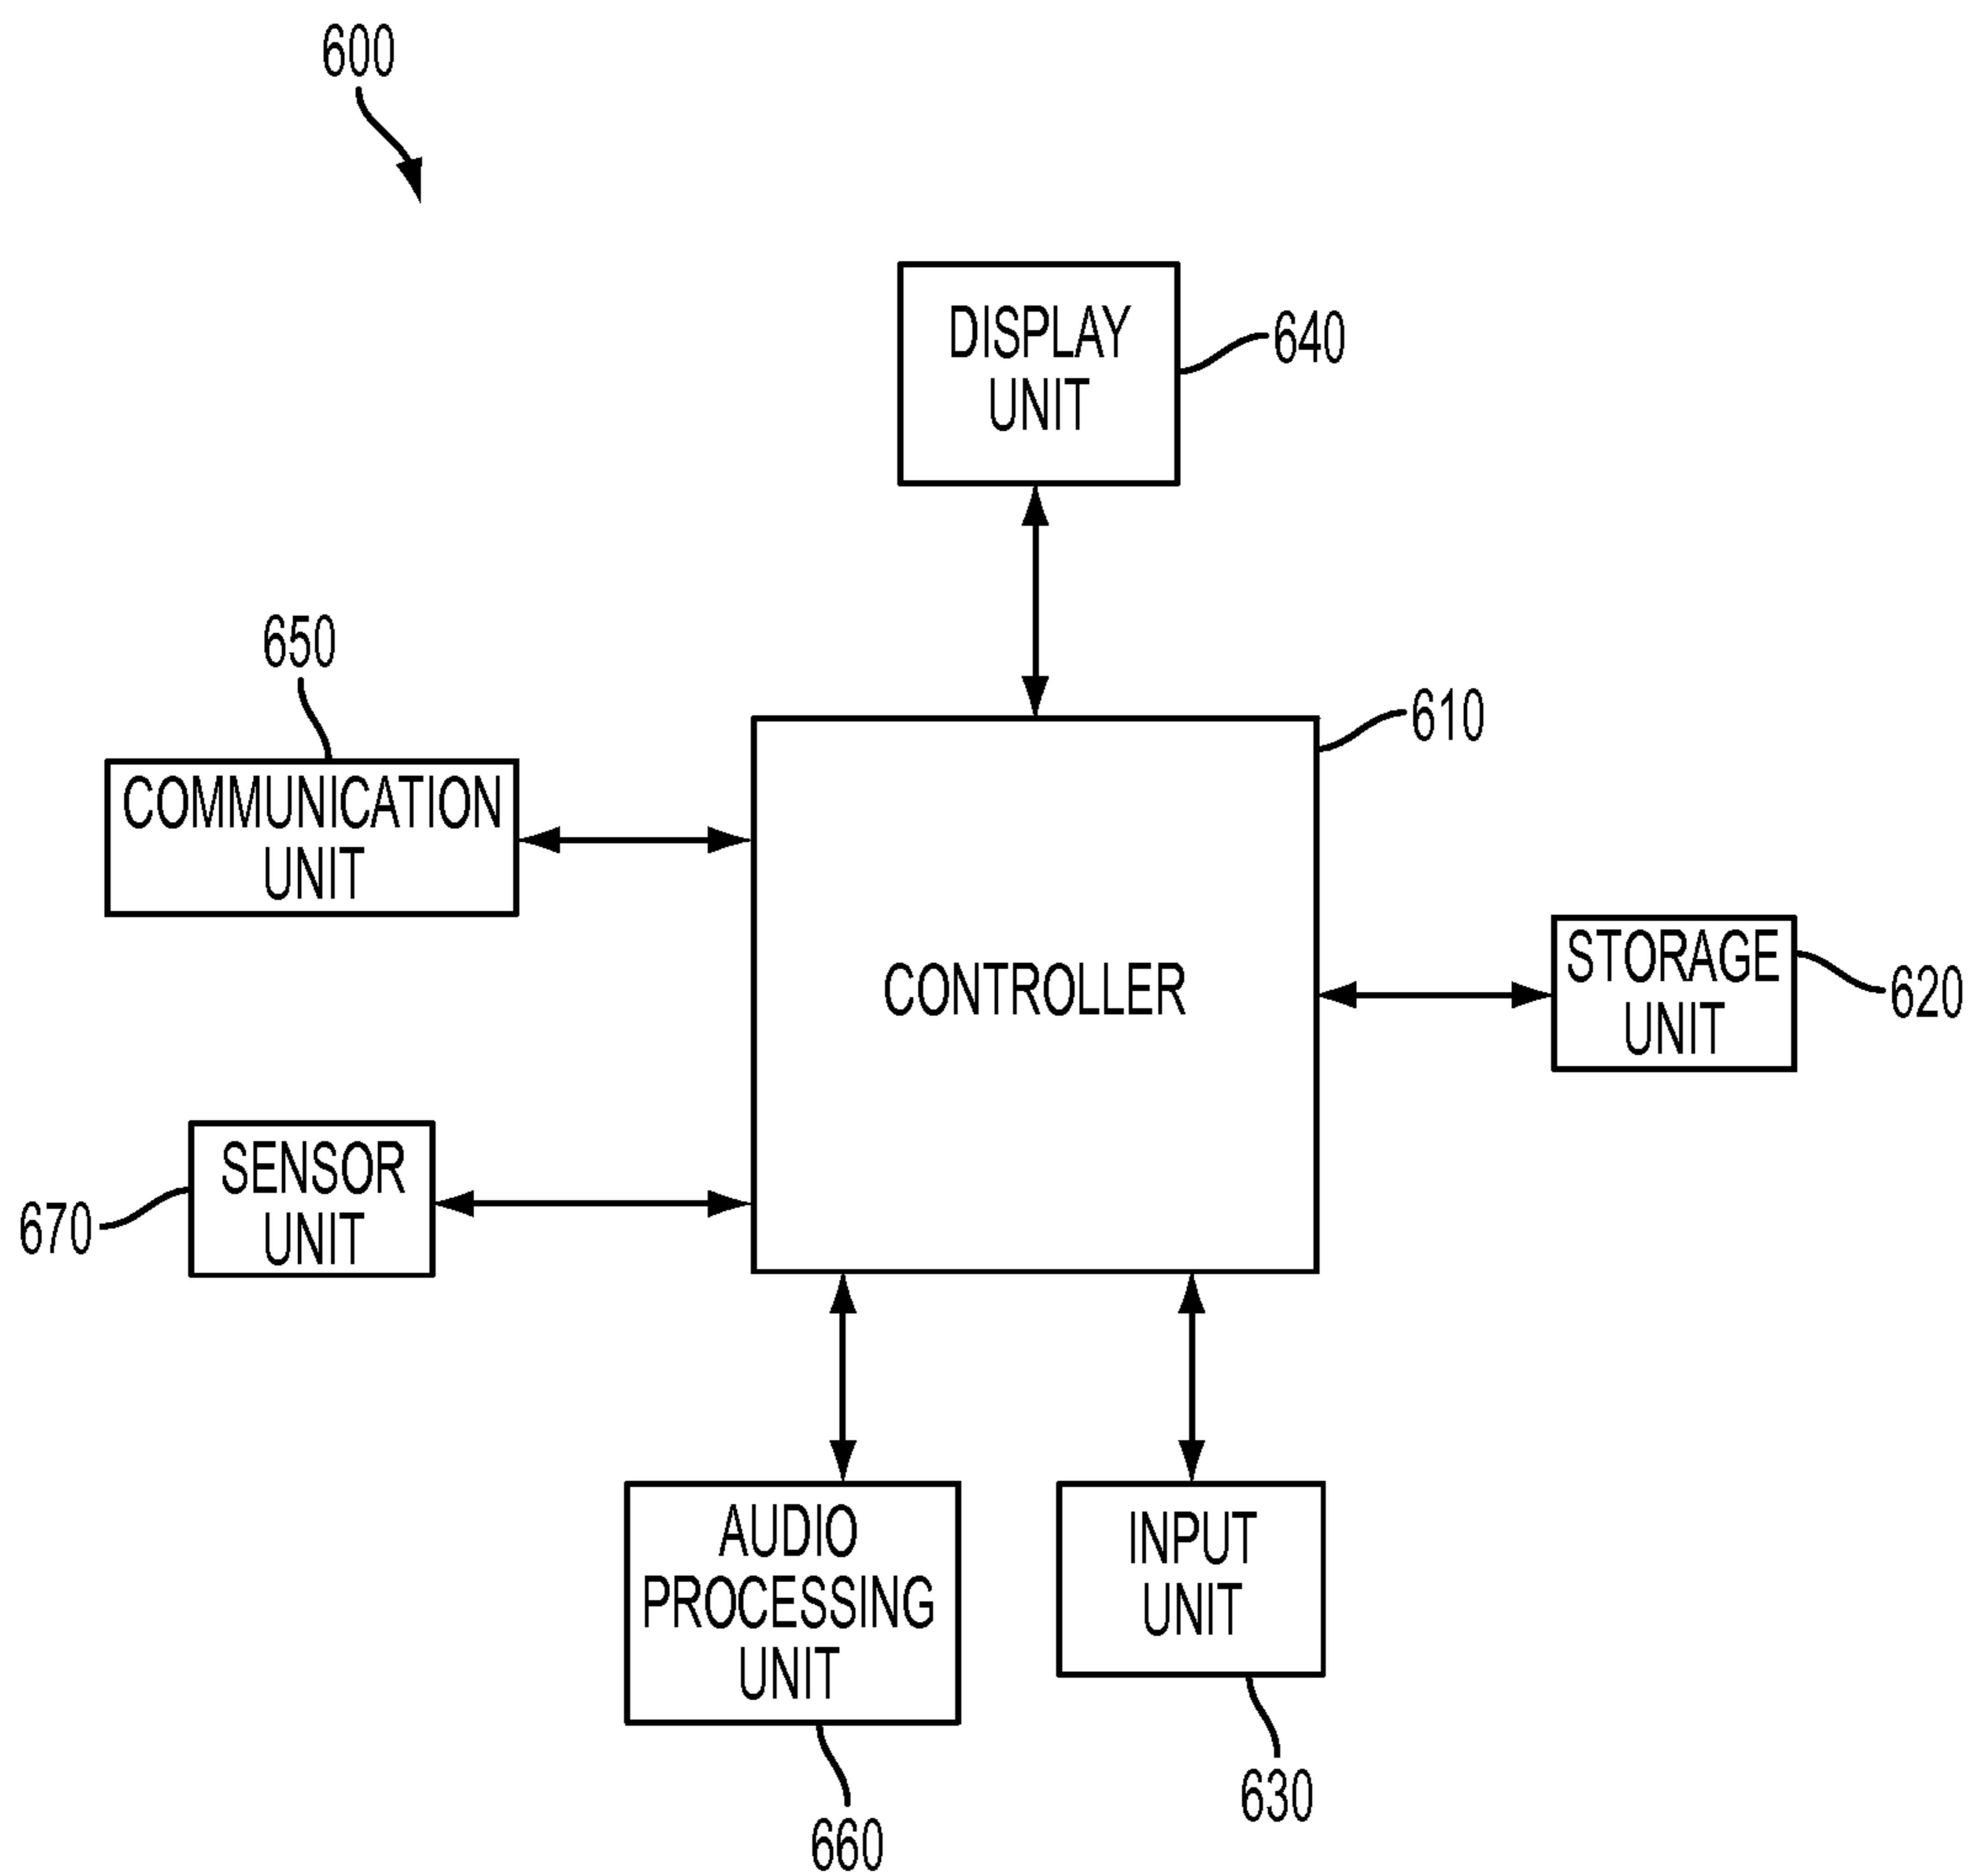 600
DISPLAY
UNIT
640
650
610
COMMUNICATION
UNIT
CONTROLLER
STORAGE
UNIT
620
SENSOR
UNIT
670
AUDIO
PROCESSING
UNIT
INPUT
UNIT
630
660